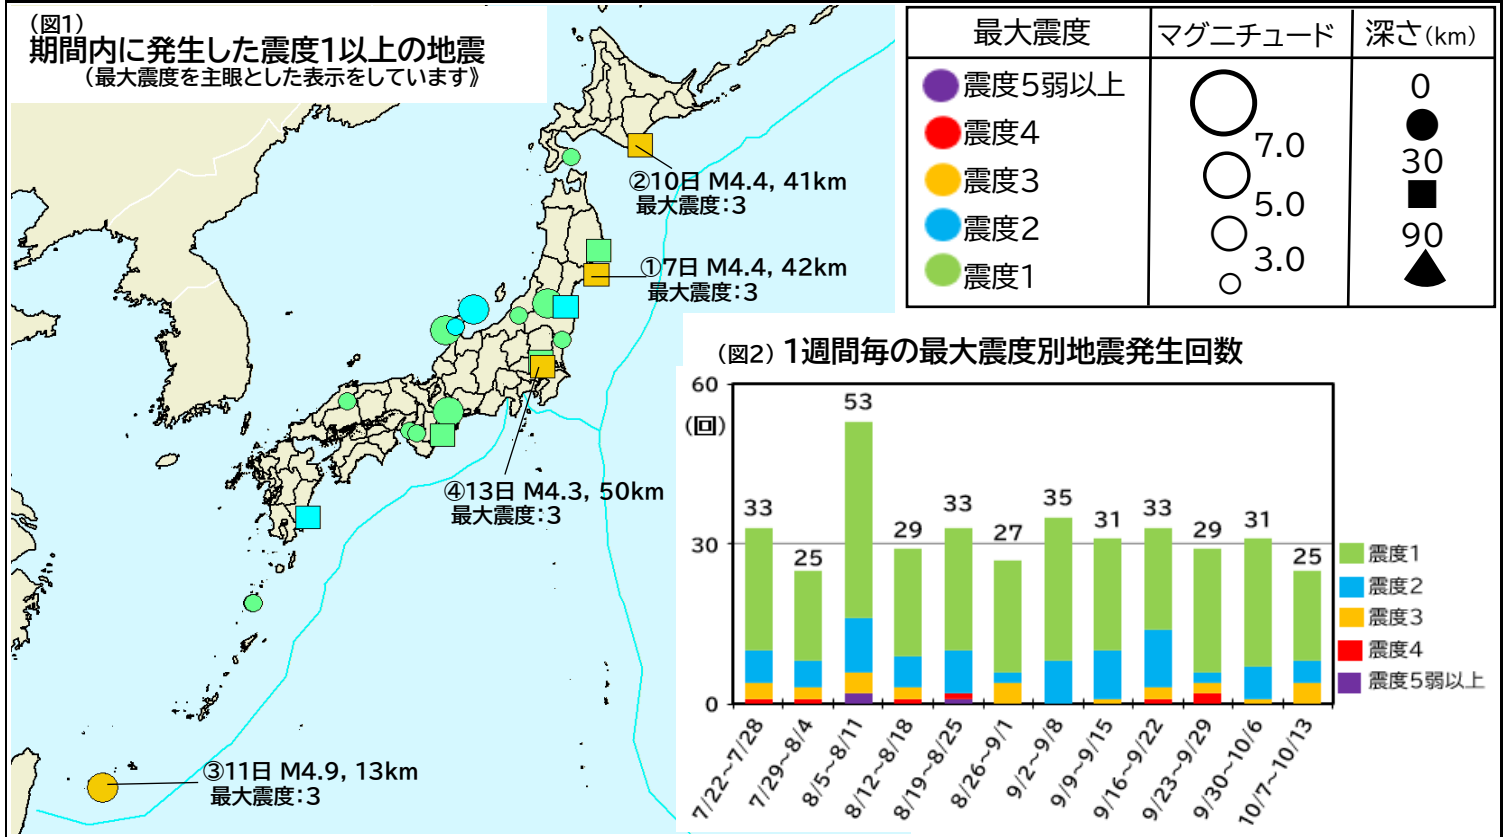 (図1)
期間内に発生した震度1以上の地震
(最大震度を主眼とした表示をしています》
②10日 M4.4, 41km
最大震度：3
①7日 M4.4, 42km
最大震度：3
④13日 M4.3, 50km
最大震度：3
③11日 M4.9, 13km
最大震度：3
最大震度
マグニチュード
深さ(km)
震度5弱以上
震度4
震度3
震度2
震度1
7.0
5.0
3.0
0
30
90
(図2) 1週間毎の最大震度別地震発生回数
60
(回)
30
0
33
25
53
29
33
27
35
31
33
29
31
25
7/22~7/28
7/29~8/4
8/5~8/11
8/12~8/18
8/19~8/25
8/26~9/1
9/2~9/8
9/9~9/15
9/16~9/22
9/23~9/29
9/30~10/6
10/7~10/13
震度1
震度2
震度3
震度4
震度5弱以上